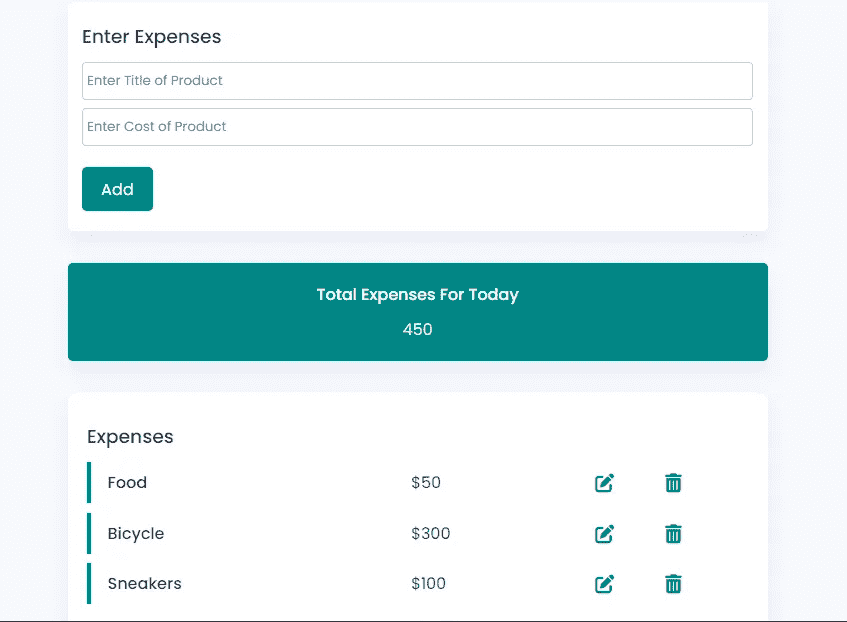 Enter Expenses
Enter Title of Product
Enter Cost of Product
Add
Total Expenses For Today
450
Expenses
Food $50
Bicycle $300
Sneakers $100